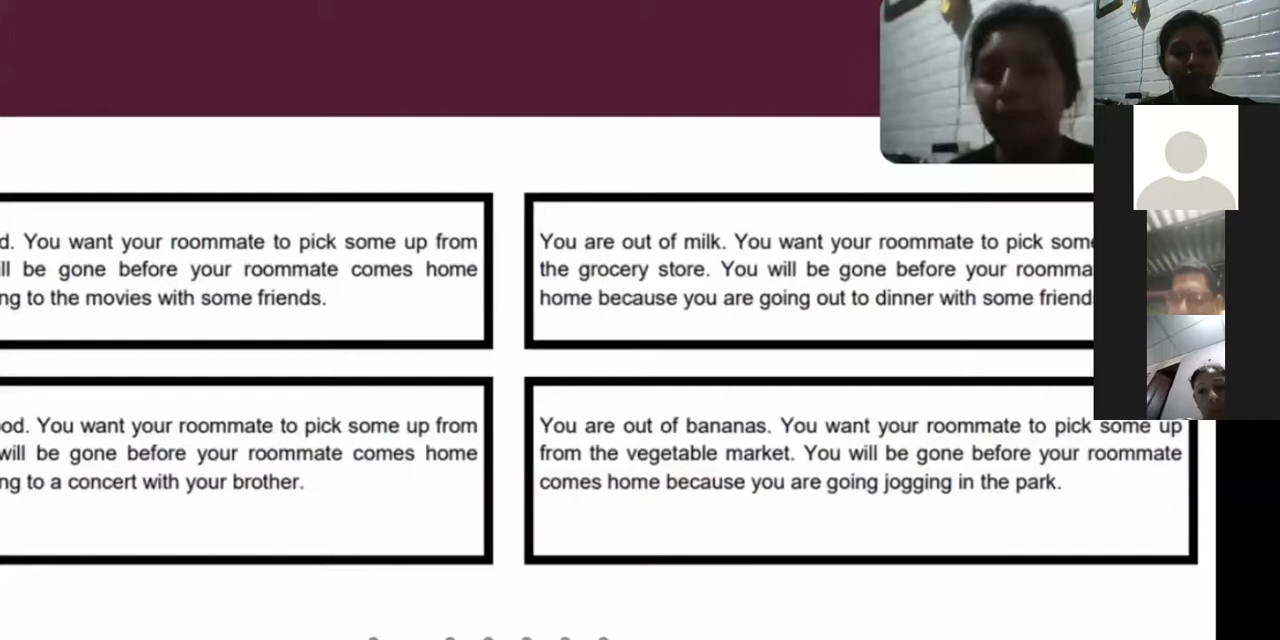 d. You want your roommate to pick some up from
ll be gone before your roommate comes home
ng to the movies with some friends.
You are out of milk. You want your roommate to pick some
the grocery store. You will be gone before your roomma
home because you are going out to dinner with some friend
ood. You want your roommate to pick some up from
will be gone before your roommate comes home
ng to a concert with your brother.
You are out of bananas. You want your roommate to pick some up
from the vegetable market. You will be gone before your roommate
comes home because you are going jogging in the park.